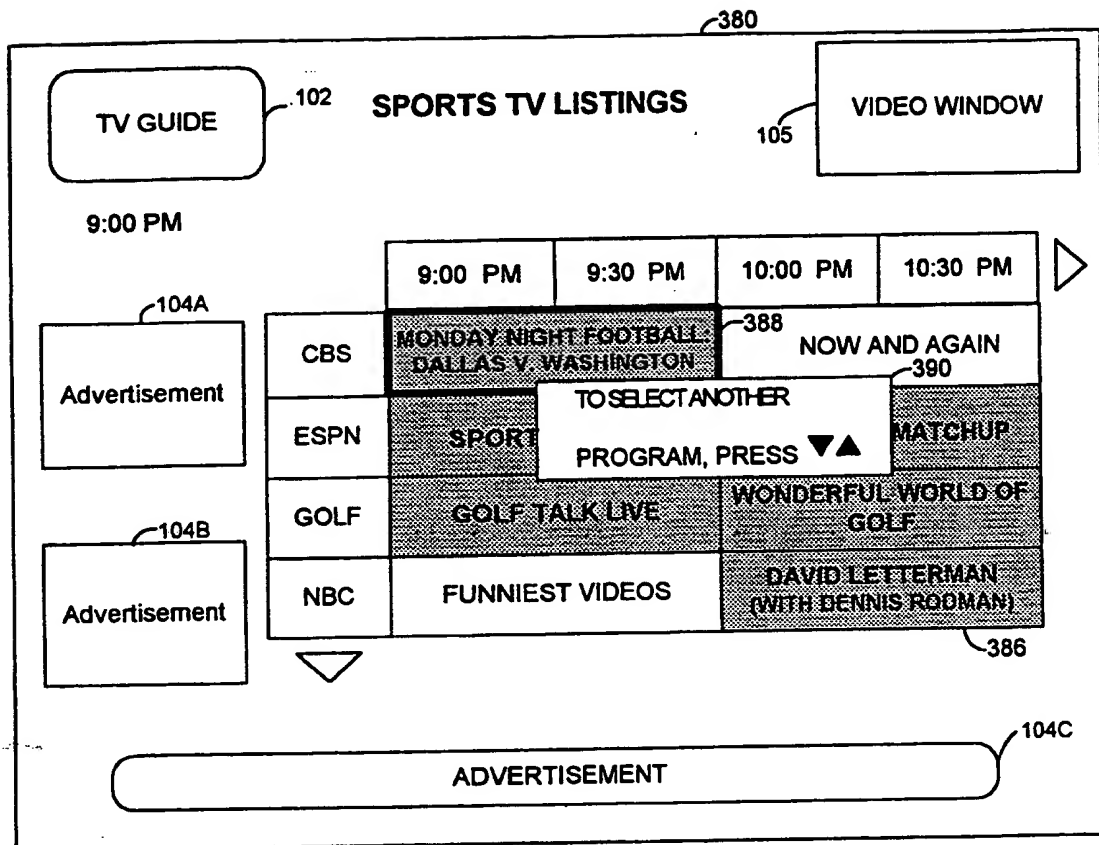 380
TV GUIDE
102
SPORTS TV LISTINGS
105
VIDEO WINDOW
9:00 PM
9:00 PM
9:30 PM
10:00 PM
10:30 PM
104A
Advertisement
CBS
MONDAY NIGHT FOOTBALL:
DALLAS V. WASHINGTON
388
NOW AND AGAIN
390
TO SELECT ANOTHER
PROGRAM, PRESS ▼▲
ESPN
SPORT
MATCHUP
GOLF
GOLF TALK LIVE
WONDERFUL WORLD OF
GOLF
104B
Advertisement
NBC
FUNNIEST VIDEOS
DAVID LETTERMAN
(WITH DENNIS RODMAN)
386
104C
ADVERTISEMENT